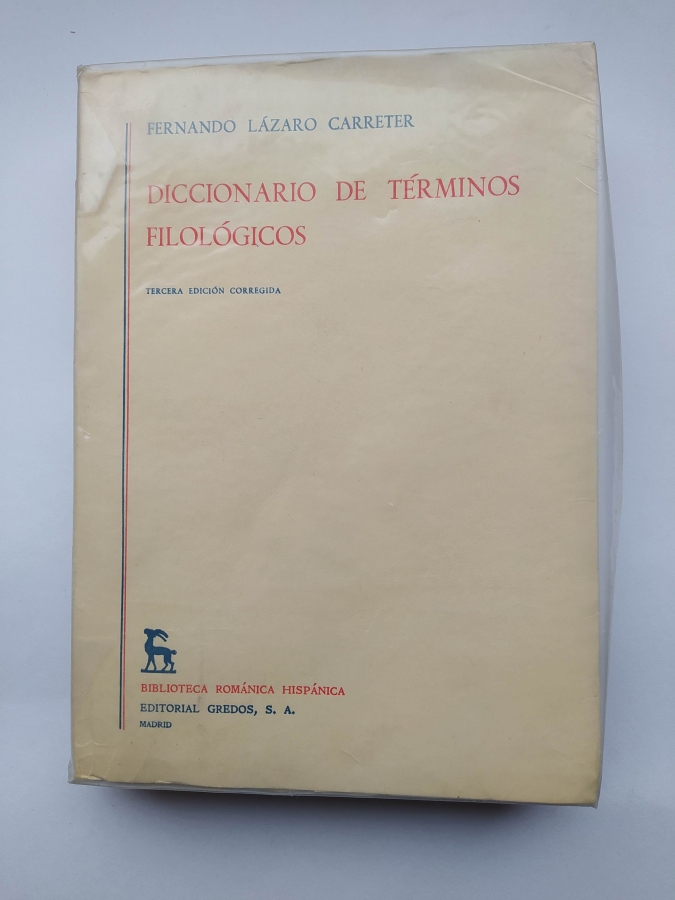 FERNANDO LÁZARO CARRETER
DICCIONARIO DE TÉRMINOS
FILOLÓGICOS
TERCERA EDICIÓN CORREGIDA
BIBLIOTECA ROMÁNICA HISPÁNICA
EDITORIAL GREDOS, S. A.
MADRID